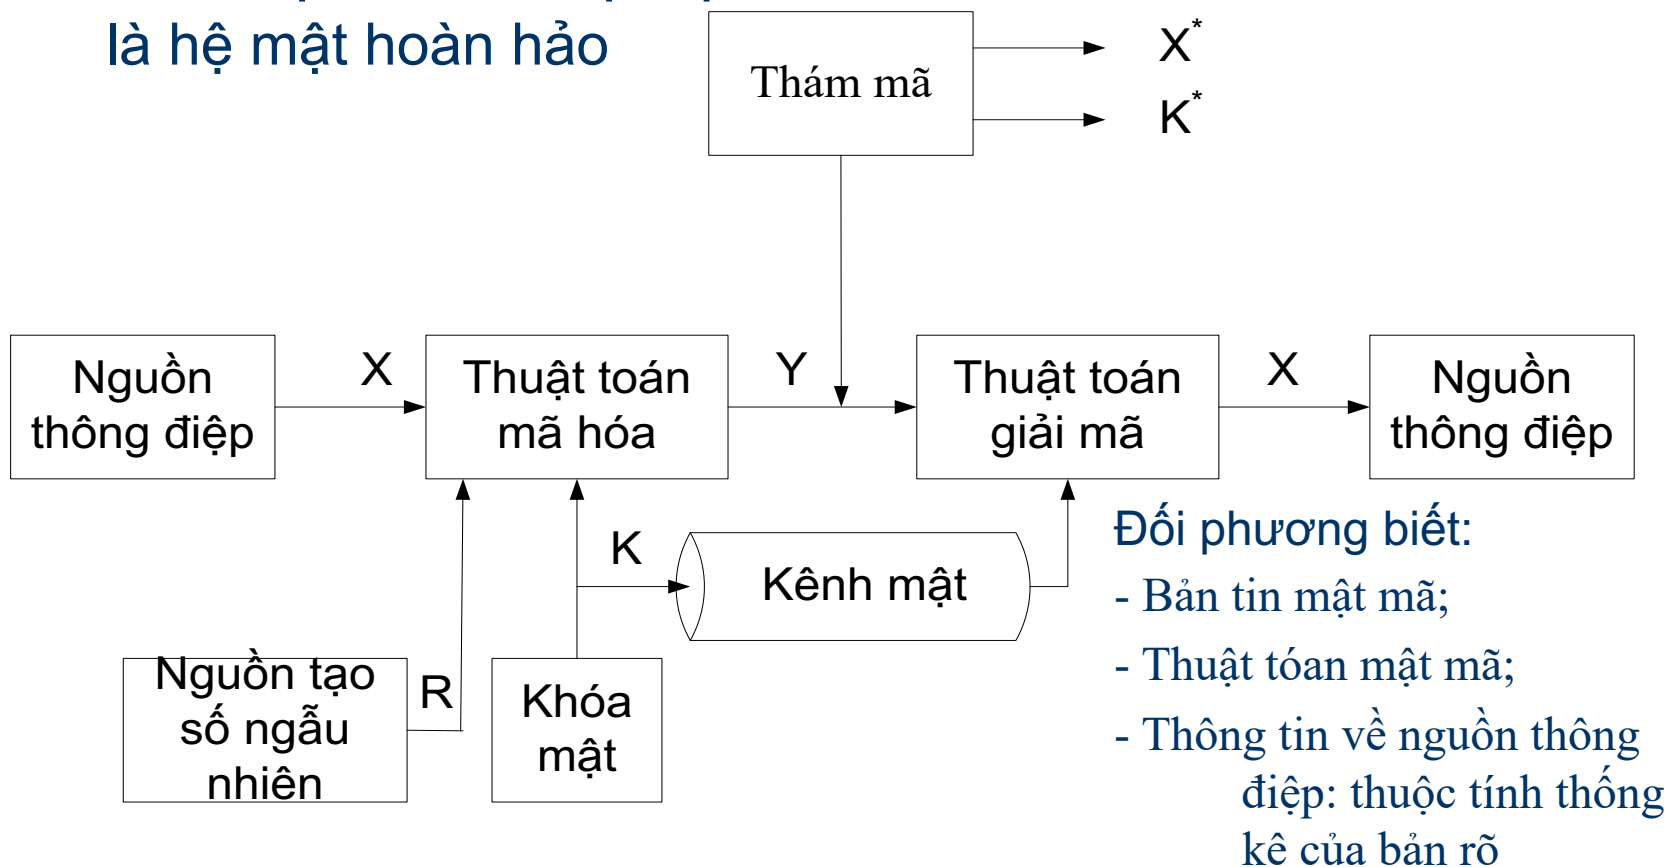 là hệ mật hoàn hảo
Thám mã
X*
K*
Nguồn
thông điệp
X
Thuật toán
mã hóa
Y
Thuật toán
giải mã
X
Nguồn
thông điệp
Đối phương biết:
K
Kênh mật
- Bản tin mật mã;
- Thuật tóan mật mã;
- Thông tin về nguồn thông
điệp: thuộc tính thống
kê của bản rõ
Nguồn tạo
số ngẫu
nhiên
R
Khóa
mật